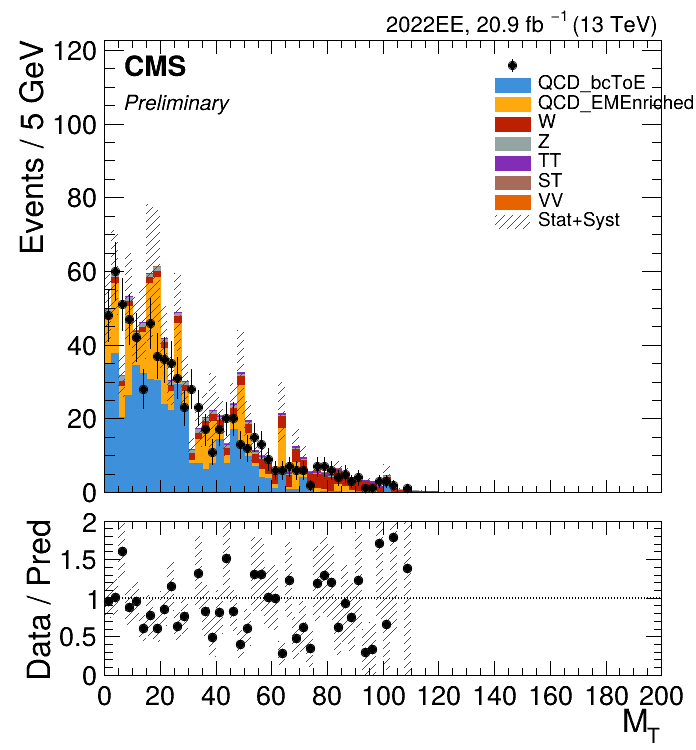 2022EE, 20.9 fb⁻¹ (13 TeV)
Events / 5 GeV
120
100
80
60
40
20
0
CMS
Preliminary
QCD_bcToE
QCD_EMEnriched
W
Z
TT
ST
VV
Stat+Syst
Data / Pred
2
1.5
1
0.5
0
0 20 40 60 80 100 120 140 160 180 200
M_T